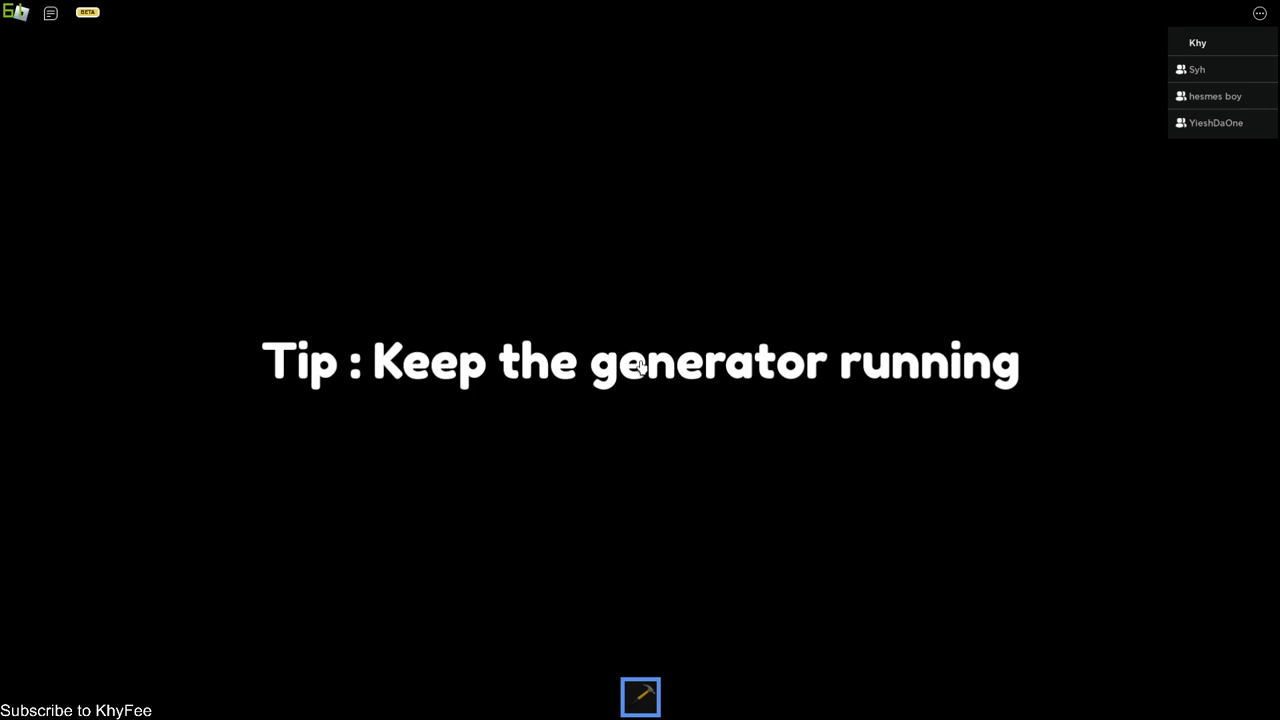 BETA
Khy
Syh
hesmes boy
YieshDaOne
Tip : Keep the generator running
Subscribe to KhyFee